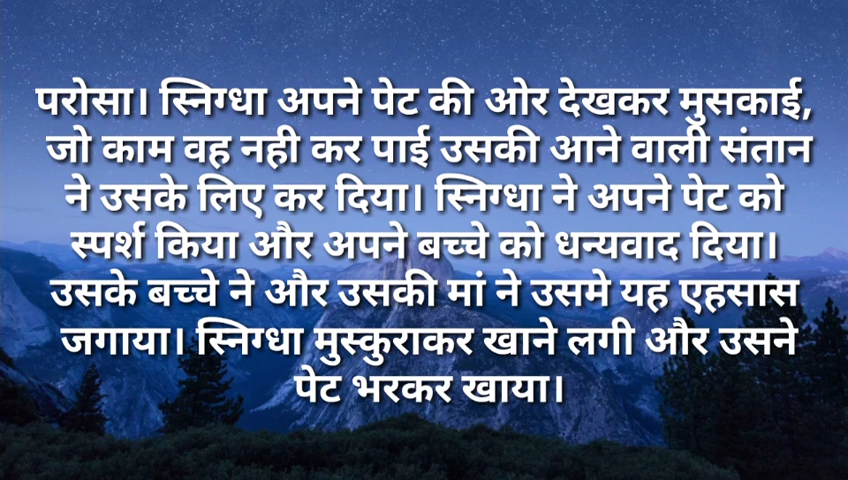 परोसा। स्निग्धा अपने पेट की ओर देखकर मुसकाई,
जो काम वह नही कर पाई उसकी आने वाली संतान
ने उसके लिए कर दिया। स्निग्धा ने अपने पेट को
स्पर्श किया और अपने बच्चे को धन्यवाद दिया।
उसके बच्चे ने और उसकी मां ने उसमे यह एहसास
जगाया। स्निग्धा मुस्कुराकर खाने लगी और उसने
पेट भरकर खाया।